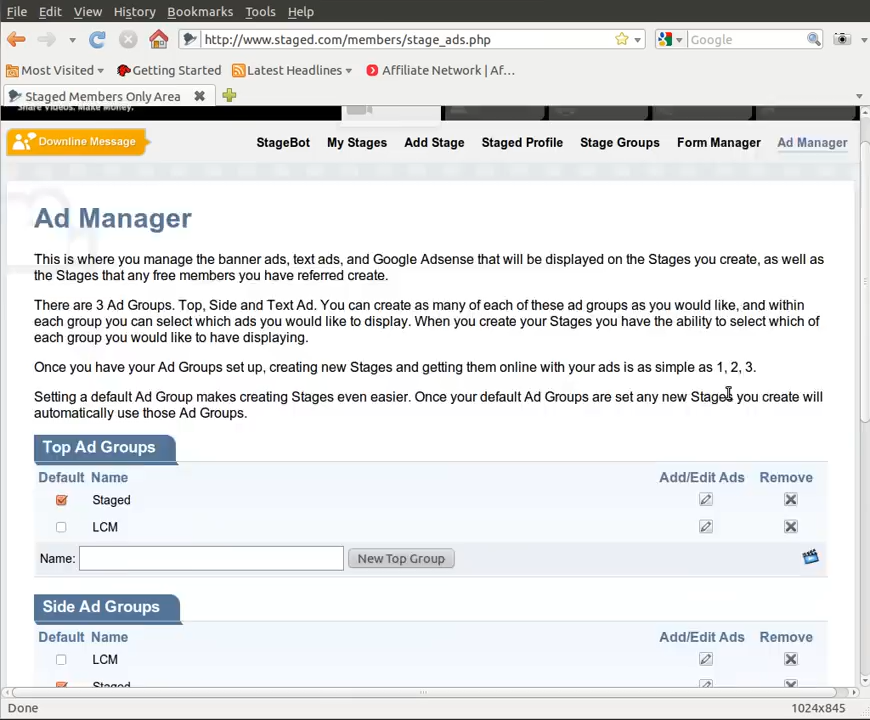 File Edit View History Bookmarks Tools Help
http://www.staged.com/members/stage_ads.php
Google
Most Visited Getting Started Latest Headlines Affiliate Network | Af...
Staged Members Only Area
Share Videos. Make Money.
Downline Message
StageBot My Stages Add Stage Staged Profile Stage Groups Form Manager Ad Manager
Ad Manager
This is where you manage the banner ads, text ads, and Google Adsense that will be displayed on the Stages you create, as well as
the Stages that any free members you have referred create.
There are 3 Ad Groups. Top, Side and Text Ad. You can create as many of each of these ad groups as you would like, and within
each group you can select which ads you would like to display. When you create your Stages you have the ability to select which of
each group you would like to have displaying.
Once you have your Ad Groups set up, creating new Stages and getting them online with your ads is as simple as 1, 2, 3.
Setting a default Ad Group makes creating Stages even easier. Once your default Ad Groups are set any new Stages you create will
automatically use those Ad Groups.
Top Ad Groups
Default Name Add/Edit Ads Remove
Staged
LCM
Name: New Top Group
Side Ad Groups
Default Name Add/Edit Ads Remove
LCM
Staged
Done 1024x845